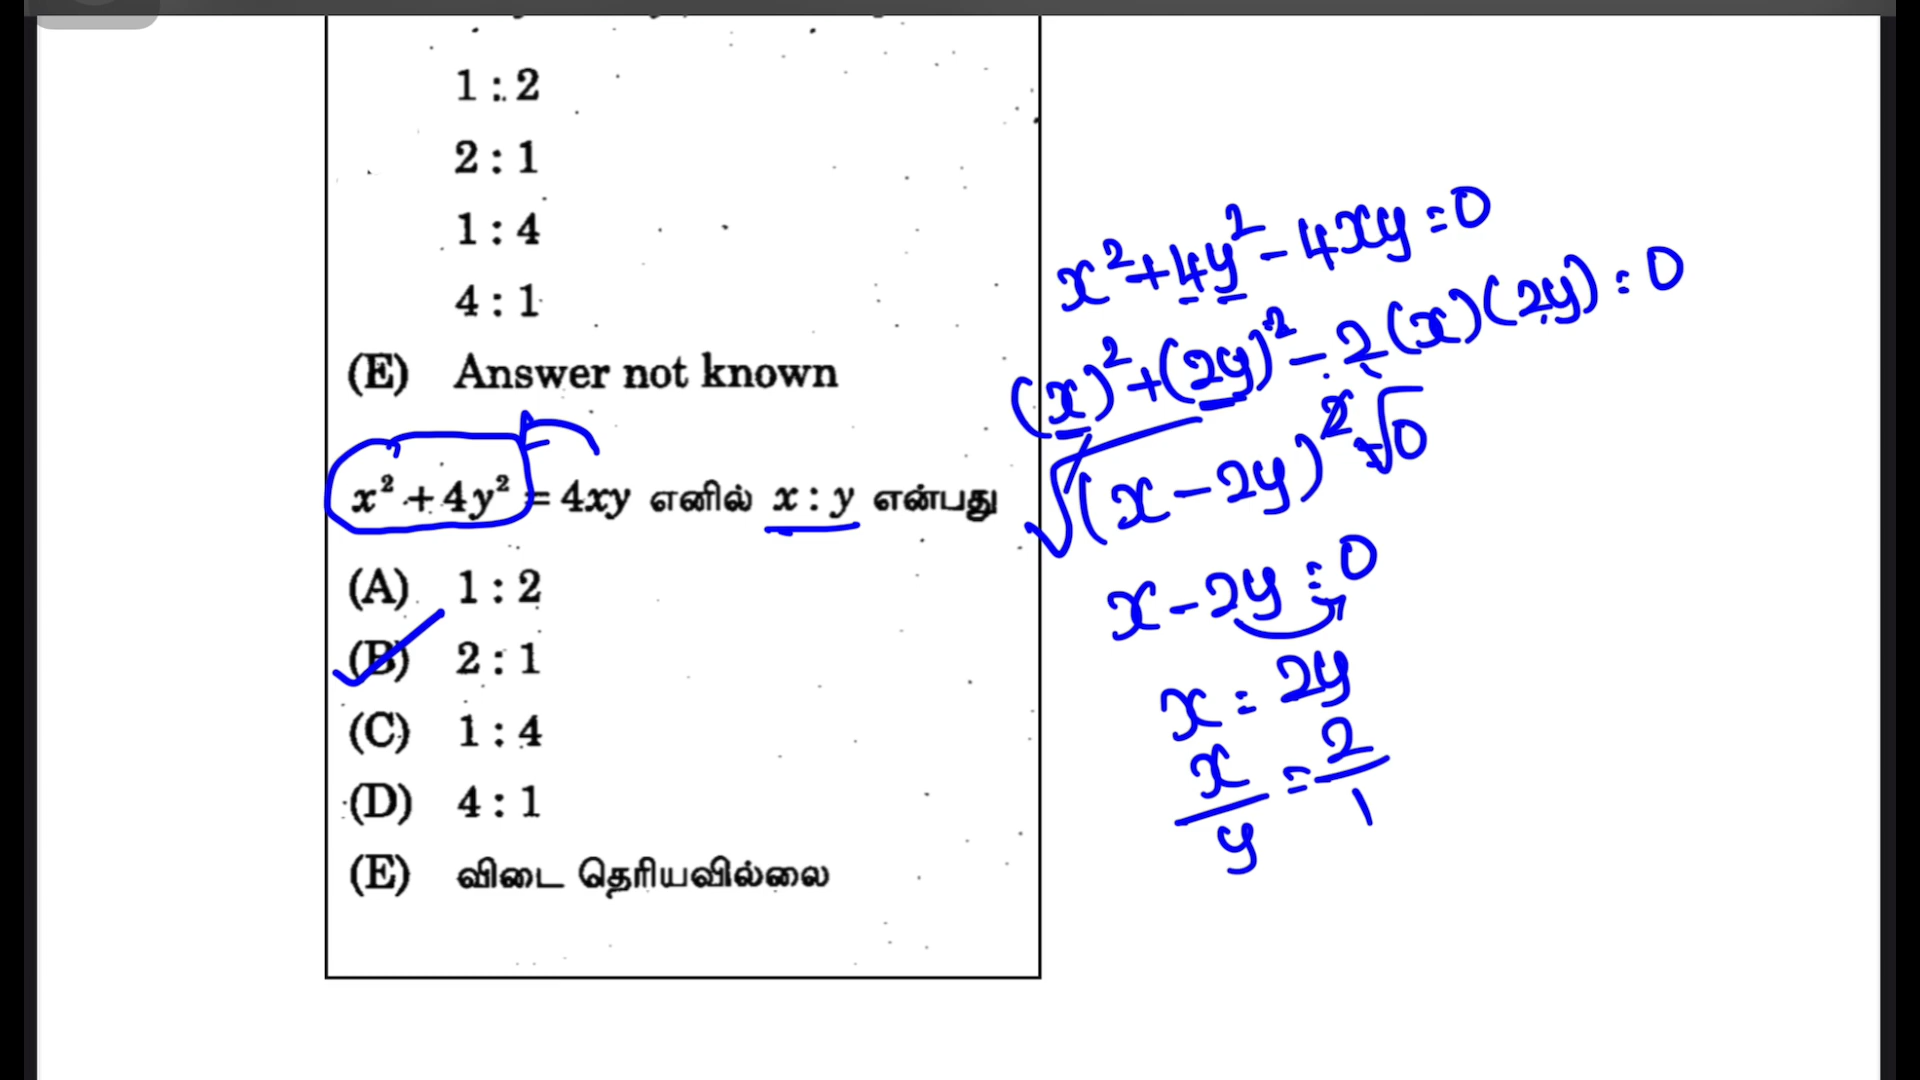 1 : 2
2 : 1
1 : 4
4 : 1
(E) Answer not known
x² + 4y² = 4xy எனில் x : y என்பது
(A) 1 : 2
(B) 2 : 1
(C) 1 : 4
(D) 4 : 1
(E) விடை தெரியவில்லை
x²+4y²-4xy=0
(x)²+(2y)²-2(x)(2y)=0
√(x-2y)² = √0
x-2y=0
x=2y
x/y = 2/1